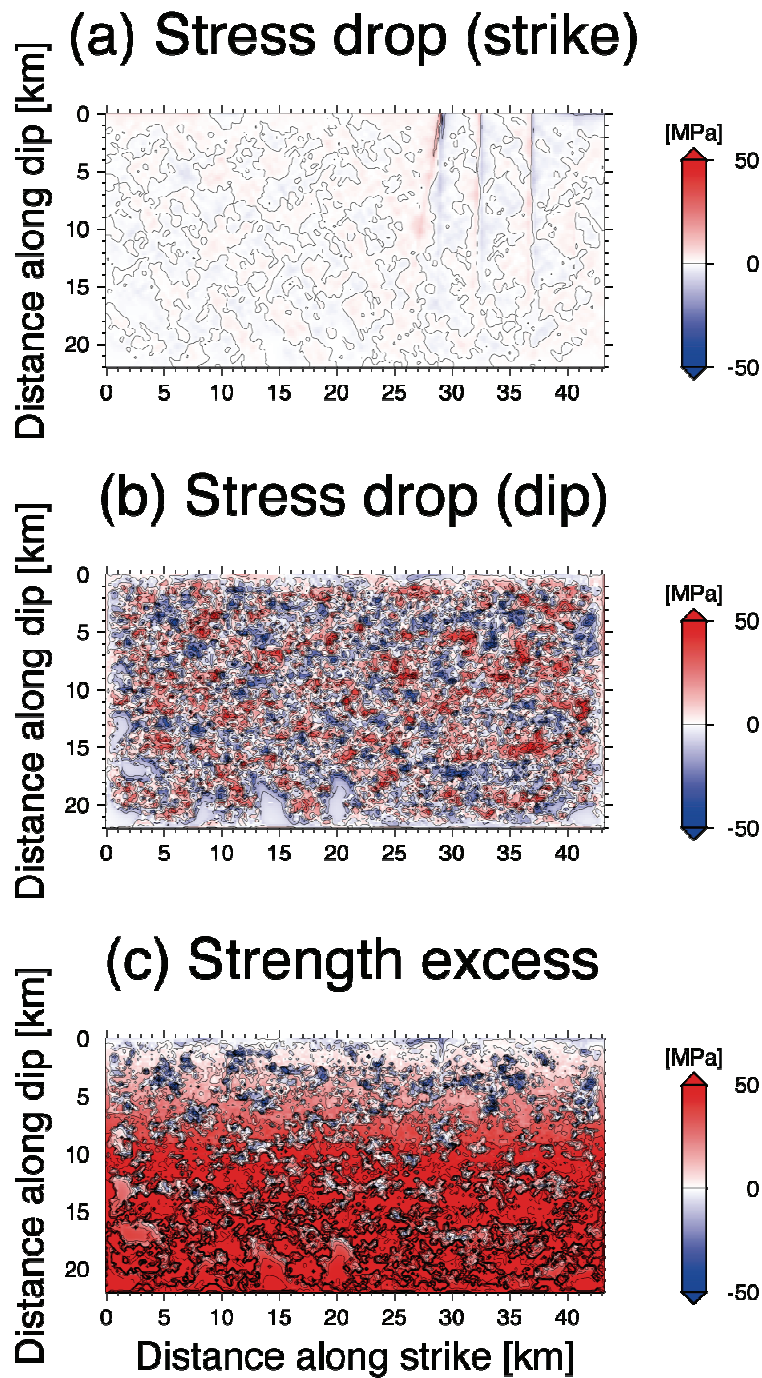 (a) Stress drop (strike)
Distance along dip [km]
0
5
10
15
20
0 5 10 15 20 25 30 35 40
[MPa]
50
0
-50
(b) Stress drop (dip)
Distance along dip [km]
0
5
10
15
20
0 5 10 15 20 25 30 35 40
[MPa]
50
0
-50
(c) Strength excess
Distance along dip [km]
0
5
10
15
20
0 5 10 15 20 25 30 35 40
Distance along strike [km]
[MPa]
50
0
-50